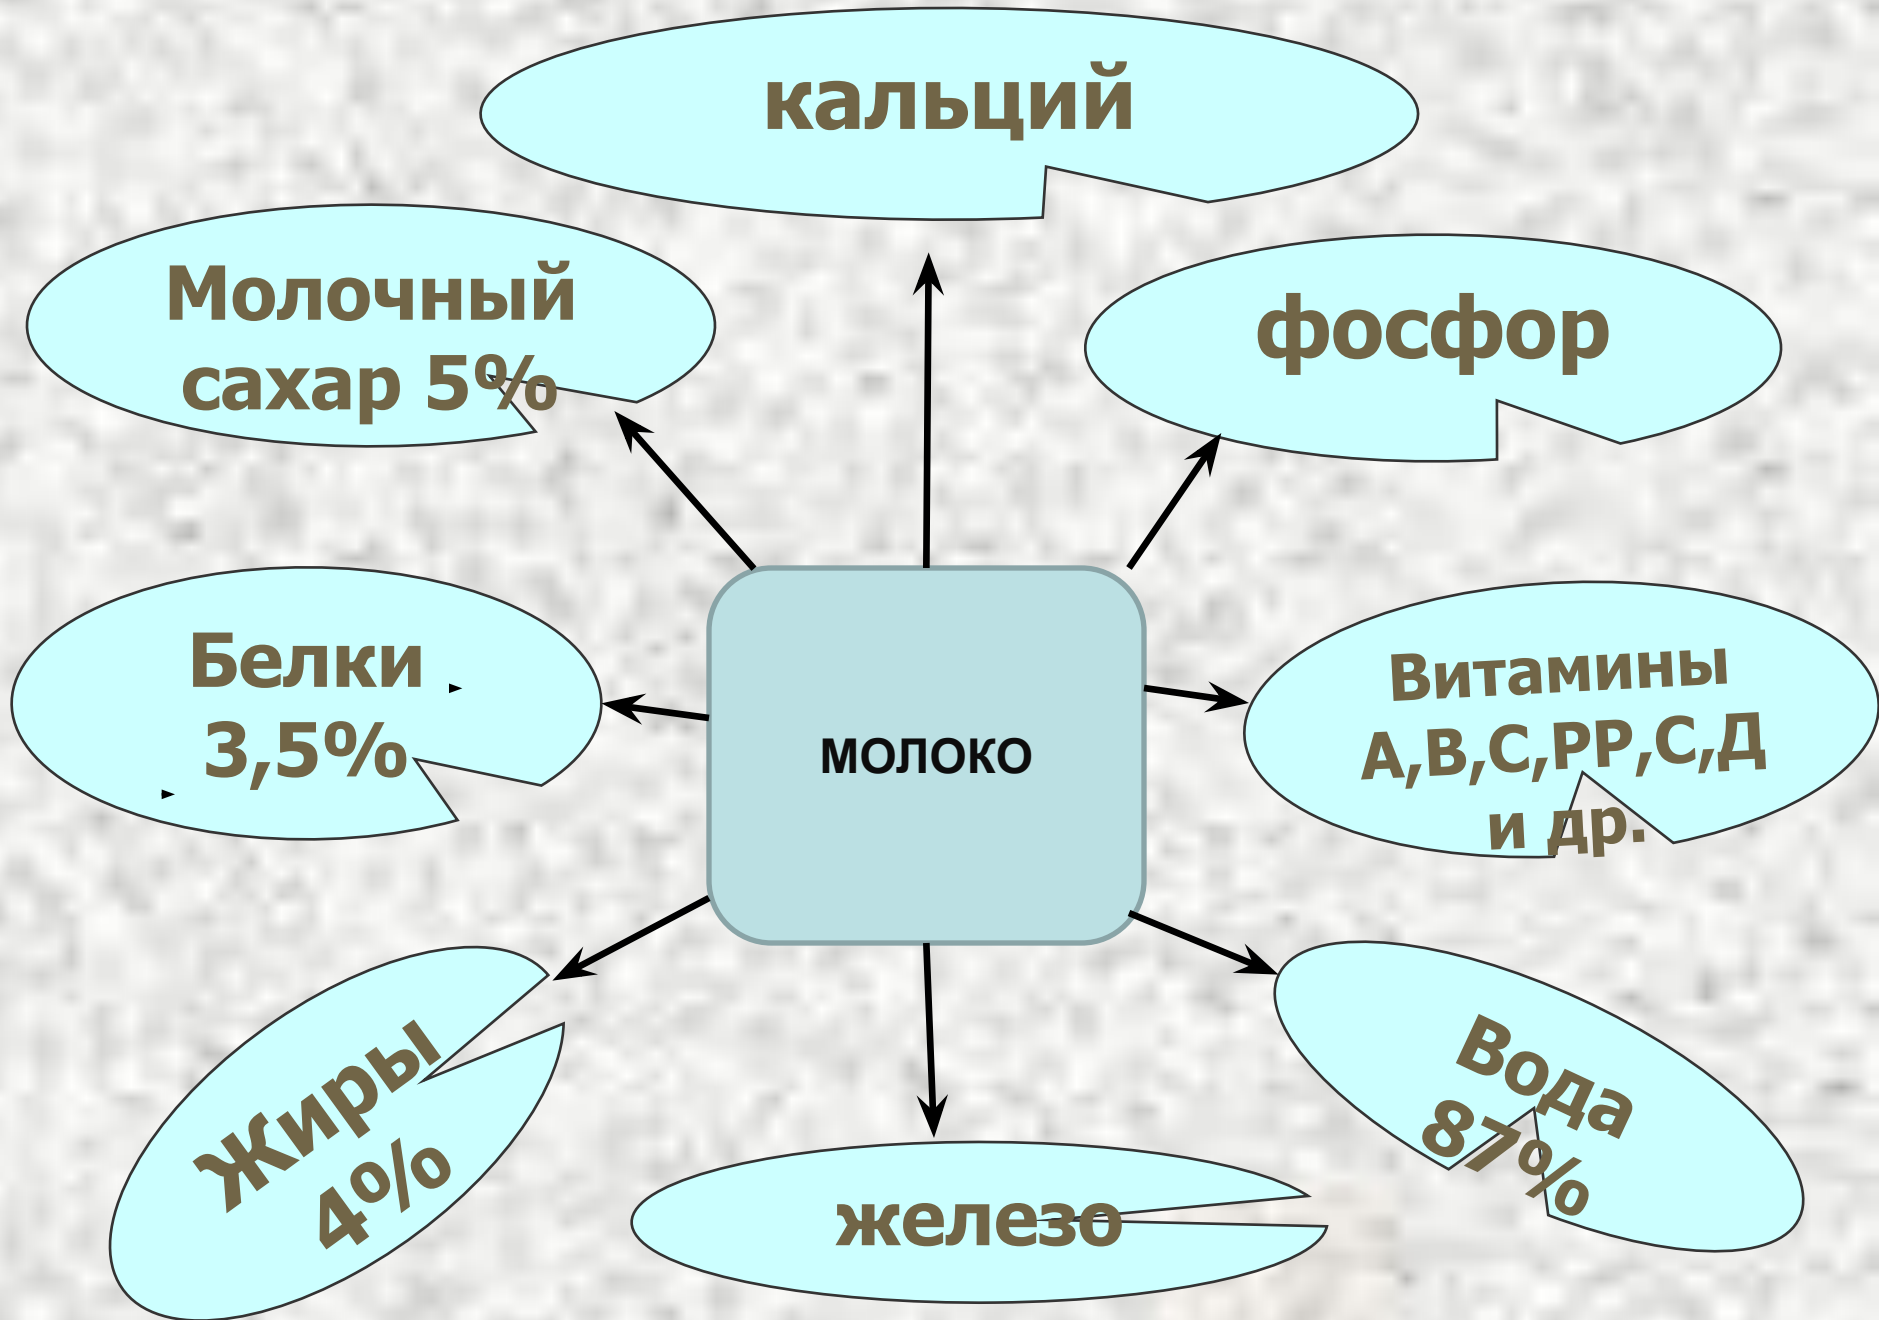 кальций
Молочный
сахар 5%
фосфор
Белки
3,5%
МОЛОКО
Витамины
А,В,С,РР,С,Д
и др.
Жиры
4%
железо
Вода
87%